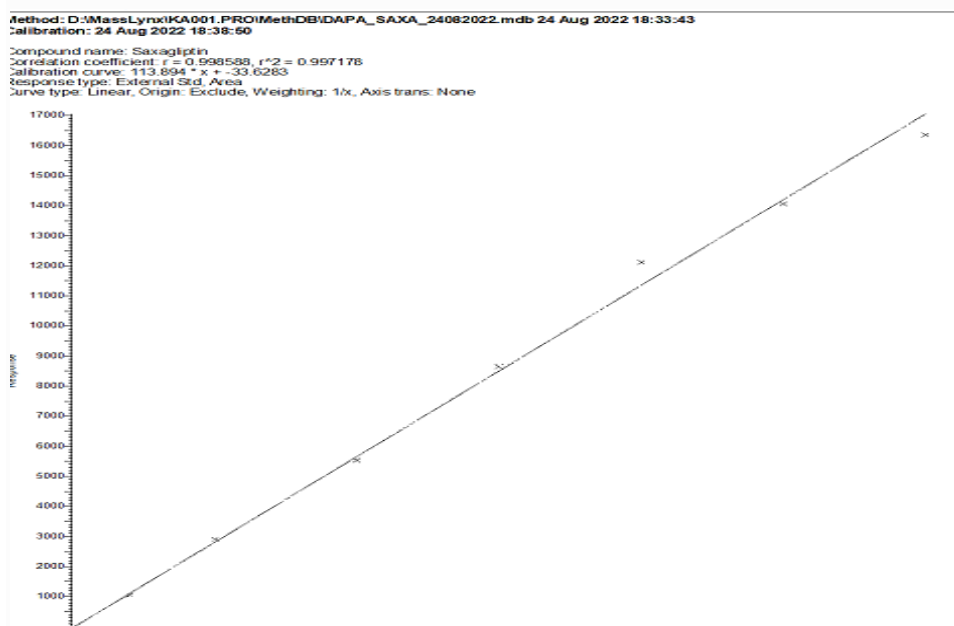 Method: D:\MassLynx\KA001.PRO\MethDB\DAPA_SAXA_24082022.mdb 24 Aug 2022 18:33:43
Calibration: 24 Aug 2022 18:38:50
Compound name: Saxagliptin
Correlation coefficient: r = 0.998588, r^2 = 0.997178
Calibration curve: 113.894 * x + -33.6283
Response type: External Std, Area
Curve type: Linear, Origin: Exclude, Weighting: 1/x, Axis trans: None
17000
16000
15000
14000
13000
12000
11000
10000
9000
8000
Response
7000
6000
5000
4000
3000
2000
1000